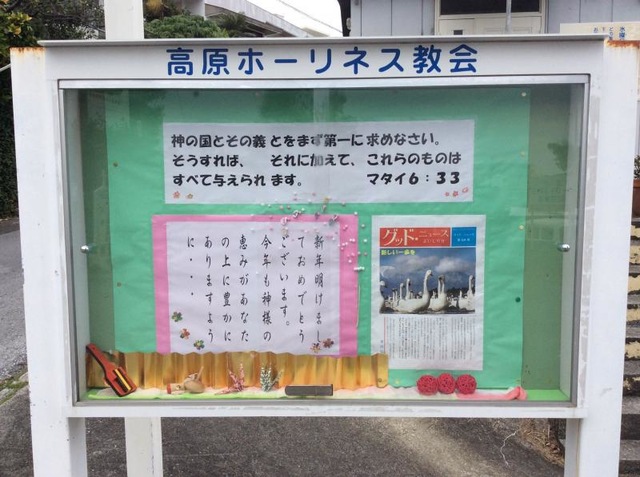 高原ホーリネス教会
神の国とその義とをまず第一に求めなさい。
そうすれば、　それに加えて、これらのものは
すべて与えられます。　マタイ6：33
新年明けまし
ておめでとう
ございます。
今年も神様の
恵みがあなた
の上に豊かに
ありますよう
に・・・
グッド・ニュース
新しい一歩を